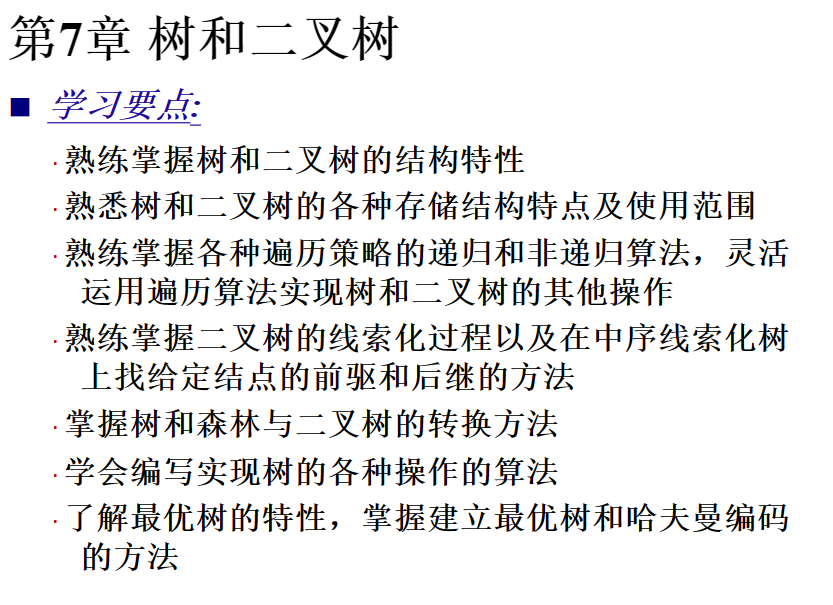 第7章 树和二叉树
■ 学习要点:
·熟练掌握树和二叉树的结构特性
·熟悉树和二叉树的各种存储结构特点及使用范围
·熟练掌握各种遍历策略的递归和非递归算法，灵活
运用遍历算法实现树和二叉树的其他操作
·熟练掌握二叉树的线索化过程以及在中序线索化树
上找给定结点的前驱和后继的方法
·掌握树和森林与二叉树的转换方法
·学会编写实现树的各种操作的算法
·了解最优树的特性，掌握建立最优树和哈夫曼编码
的方法